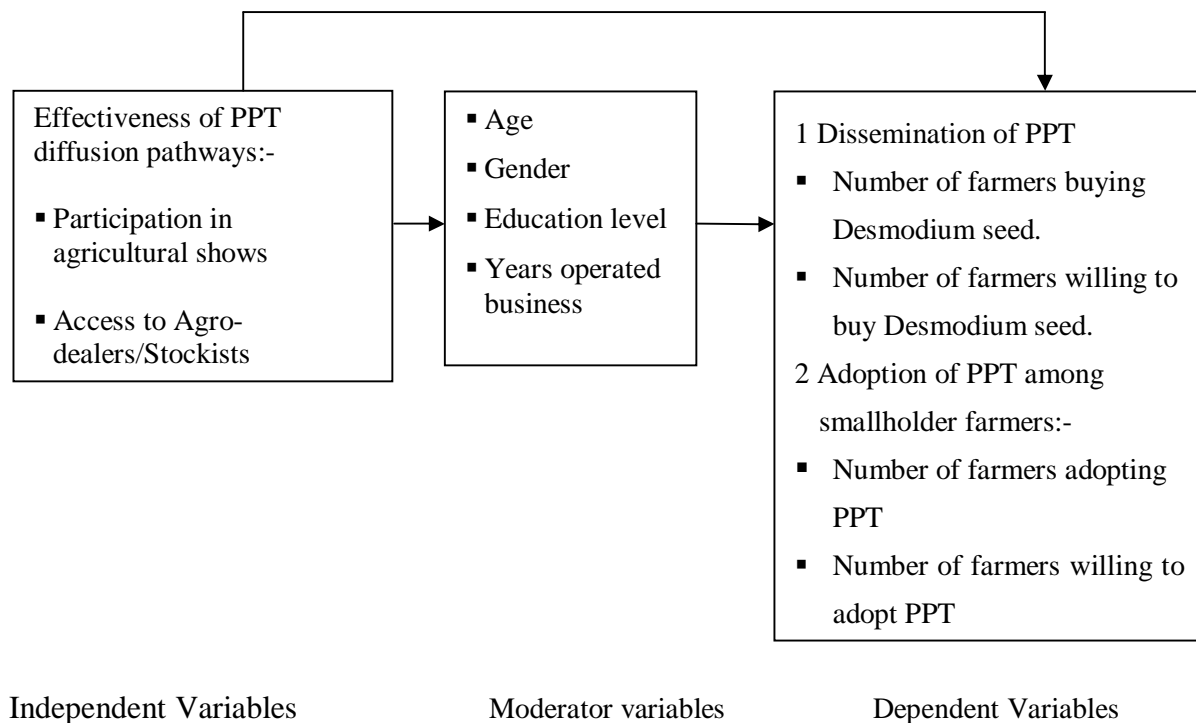 Effectiveness of PPT
diffusion pathways:-
▪ Participation in
agricultural shows
▪ Access to Agro-
dealers/Stockists
▪ Age
▪ Gender
▪ Education level
▪ Years operated
business
1 Dissemination of PPT
▪ Number of farmers buying
Desmodium seed.
▪ Number of farmers willing to
buy Desmodium seed.
2 Adoption of PPT among
smallholder farmers:-
▪ Number of farmers adopting
PPT
▪ Number of farmers willing to
adopt PPT
Independent Variables
Moderator variables
Dependent Variables